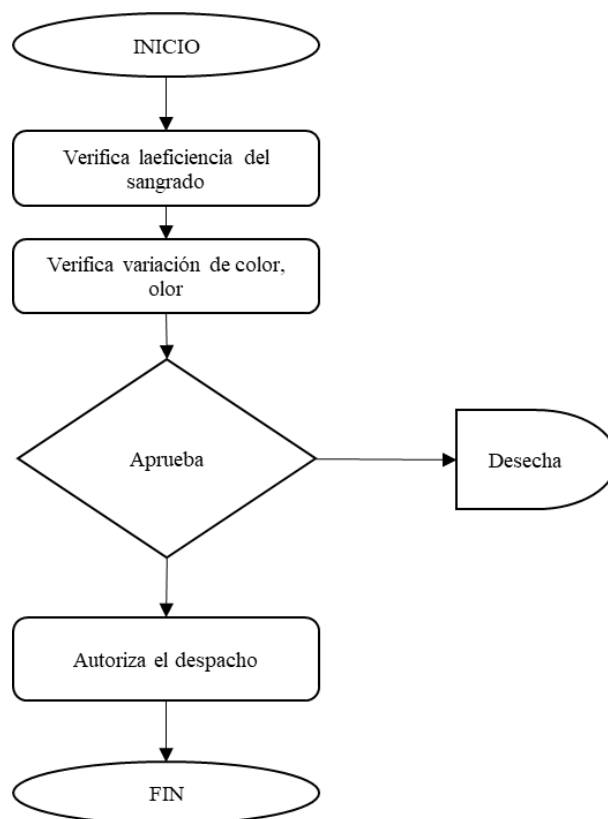 INICIO
Verifica laeficiencia del
sangrado
Verifica variación de color,
olor
Aprueba
Desecha
Autoriza el despacho
FIN